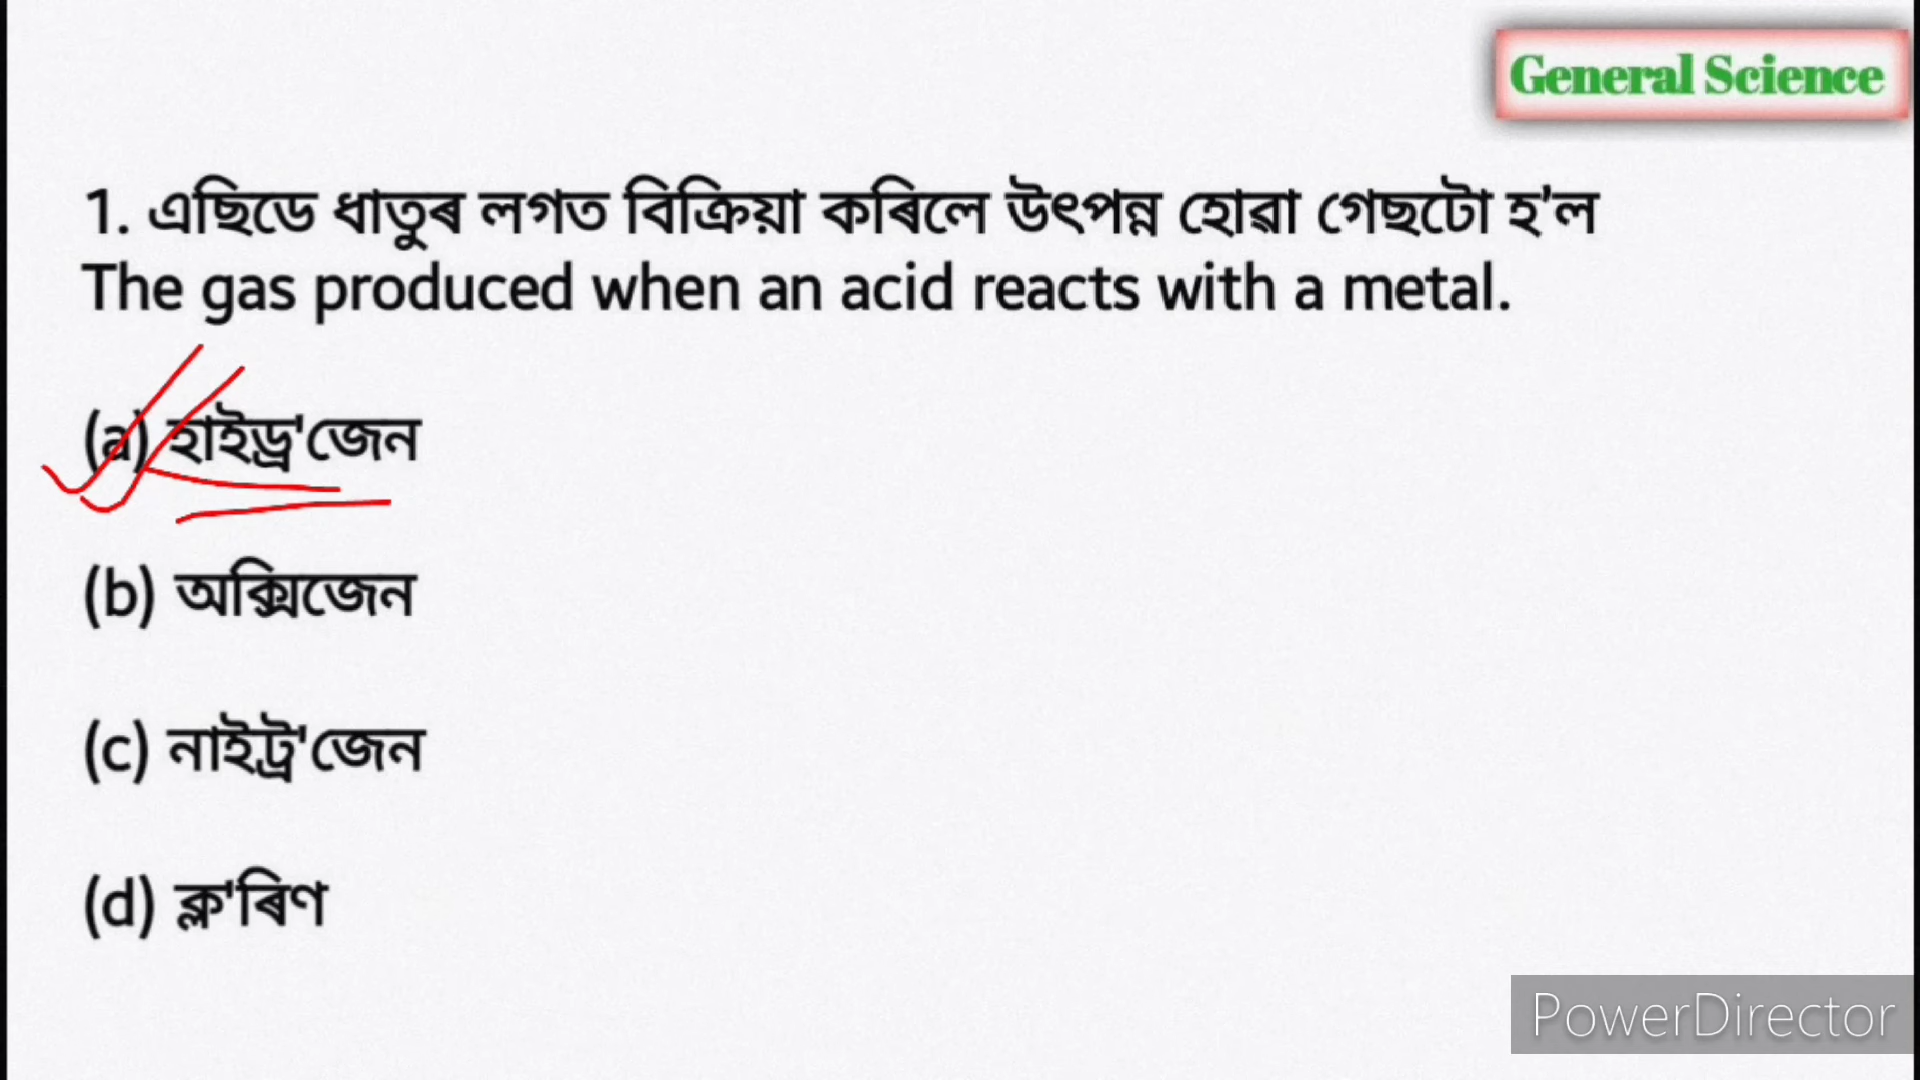 General Science
1. এছিডে ধাতুৰ লগত বিক্ৰিয়া কৰিলে উৎপন্ন হোৱা গেছটো হ'ল
The gas produced when an acid reacts with a metal.
(a) হাইড্ৰ'জেন
(b) অক্সিজেন
(c) নাইট্ৰ'জেন
(d) ক্ল'ৰিণ
PowerDirector